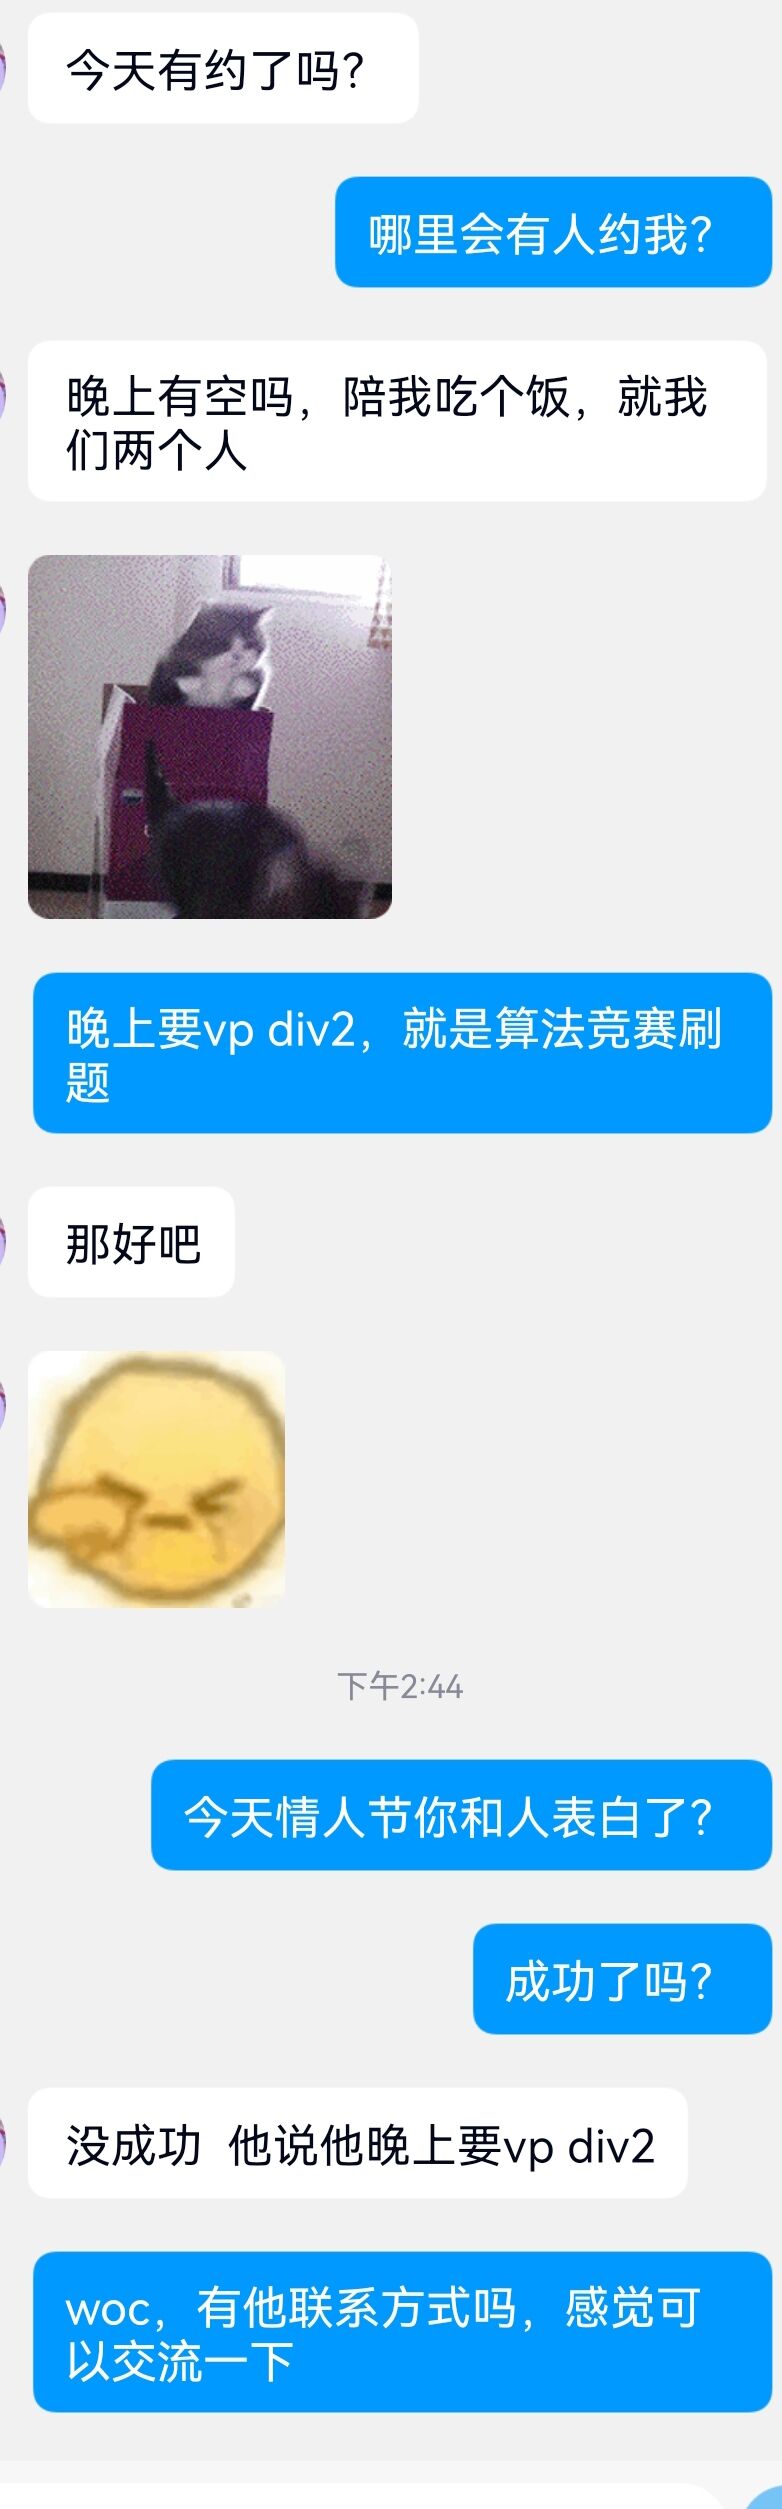 今天有约了吗？
哪里会有人约我？
晚上有空吗，陪我吃个饭，就我
们两个人
晚上要vp div2，就是算法竞赛刷
题
那好吧
下午2:44
今天情人节你和人表白了？
成功了吗？
没成功 他说他晚上要vp div2
woc，有他联系方式吗，感觉可
以交流一下